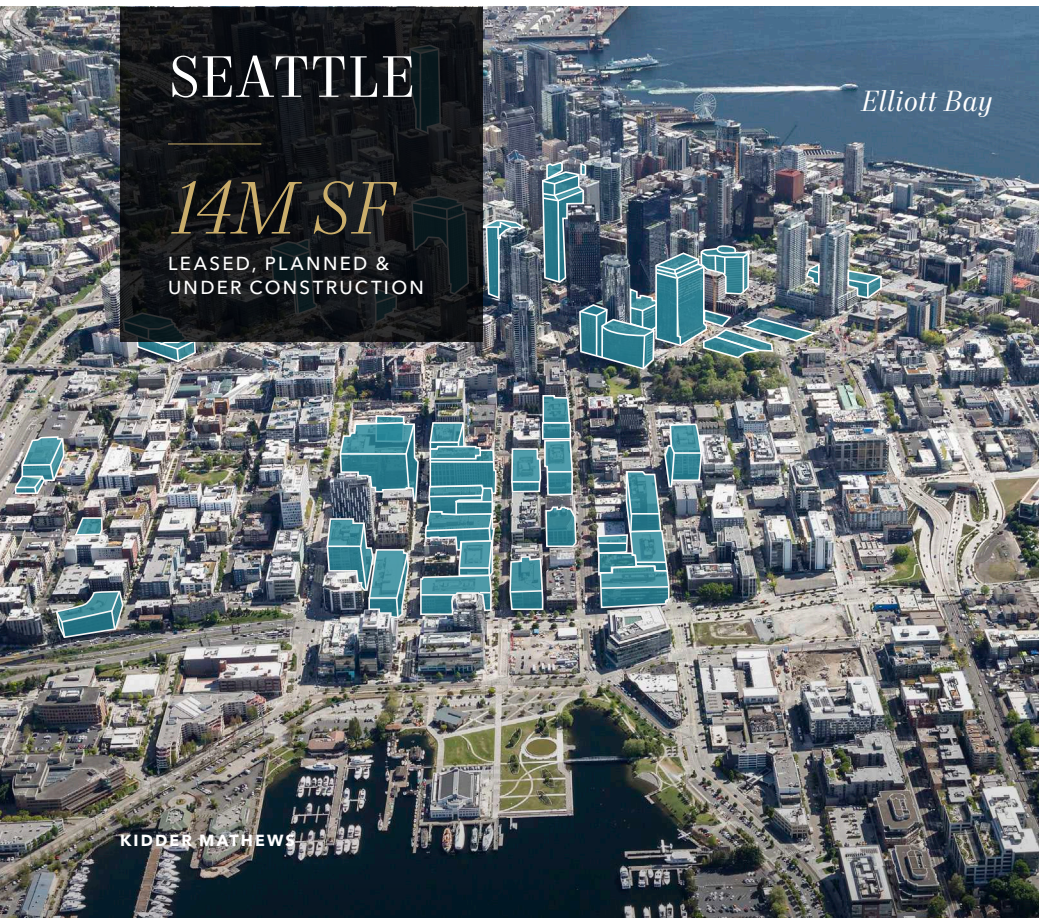 SEATTLE
14M SF
LEASED, PLANNED &
UNDER CONSTRUCTION
Elliott Bay
KIDDER MATHEWS